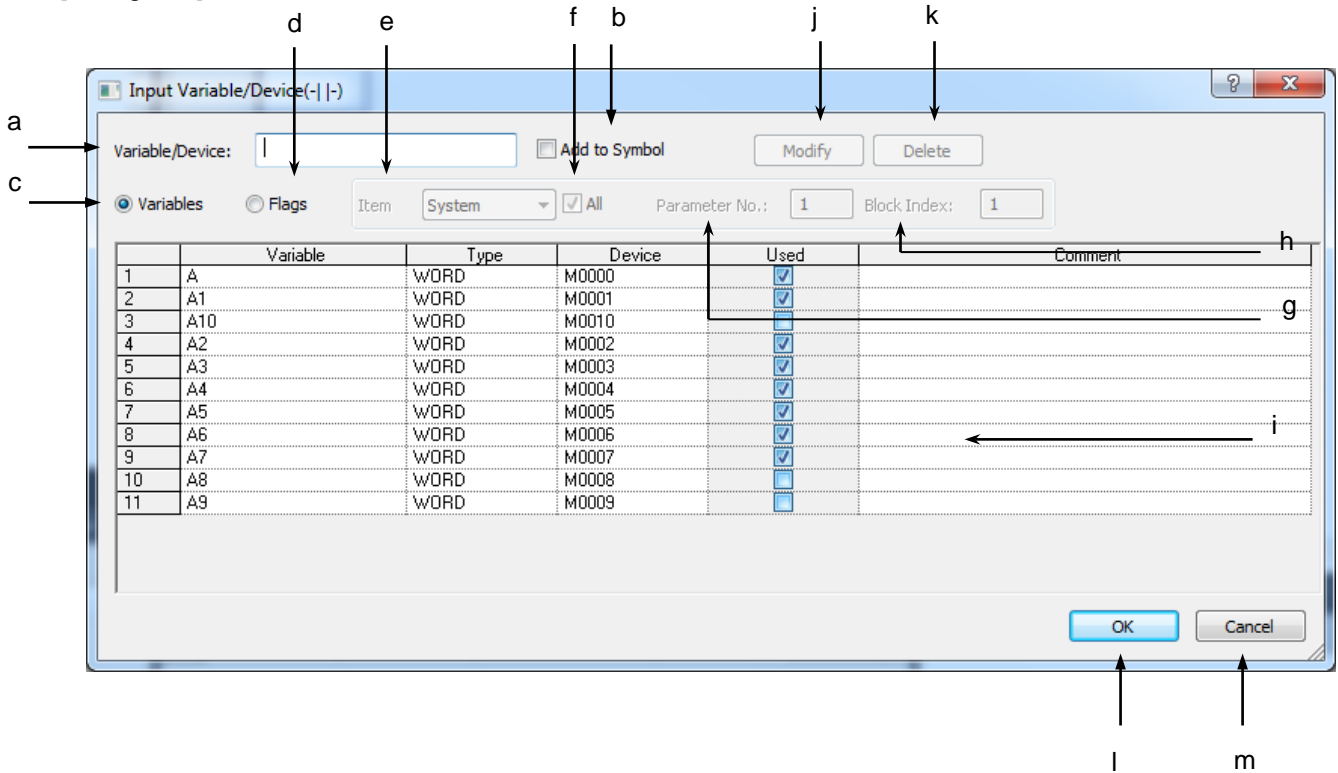 d e f b j k
Input Variable/Device(-| |-)
a
Variable/Device: Add to Symbol Modify Delete
c
Variables Flags Item System All Parameter No.: 1 Block Index: 1
h
Variable Type Device Used Comment
1 A WORD M0000
2 A1 WORD M0001
g
3 A10 WORD M0010
4 A2 WORD M0002
5 A3 WORD M0003
6 A4 WORD M0004
7 A5 WORD M0005
i
8 A6 WORD M0006
9 A7 WORD M0007
10 A8 WORD M0008
11 A9 WORD M0009
OK Cancel
l m